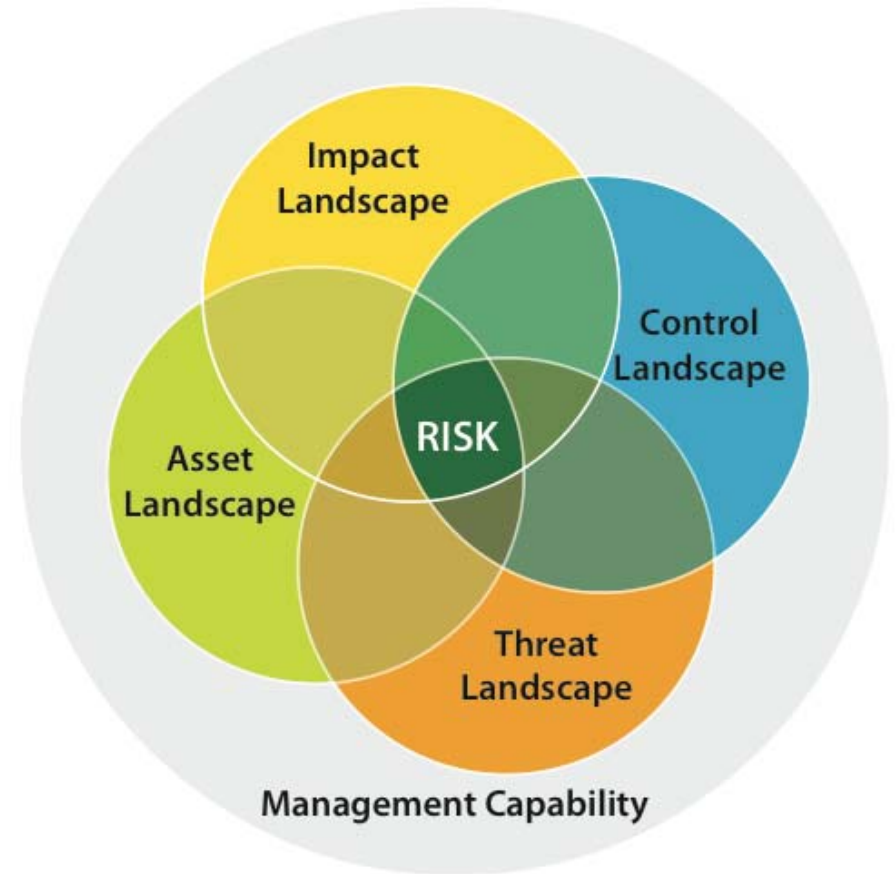 Impact
Landscape
Control
Landscape
RISK
Asset
Landscape
Threat
Landscape
Management Capability